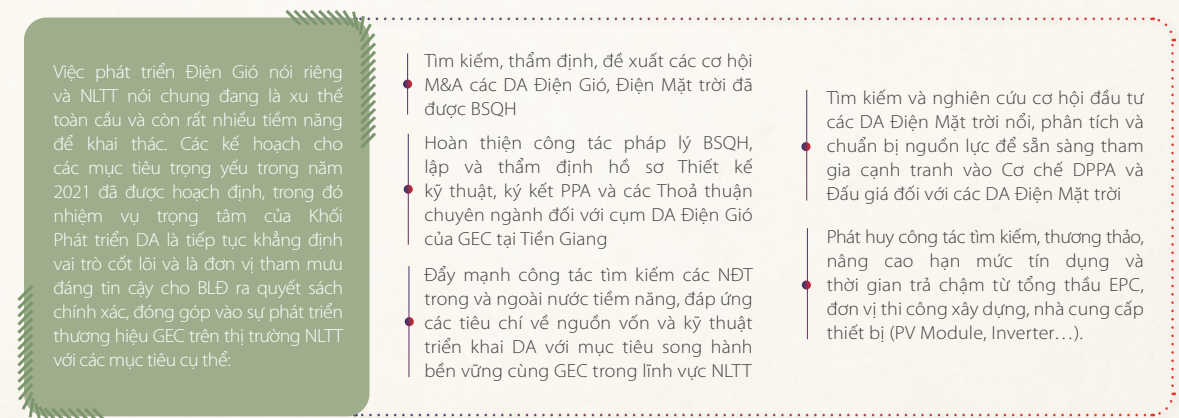 Việc phát triển Điện Gió nói riêng
và NLTT nói chung đang là xu thế
toàn cầu và còn rất nhiều tiềm năng
để khai thác. Các kế hoạch cho
các mục tiêu trọng yếu trong năm
2021 đã được hoạch định, trong đó
nhiệm vụ trọng tâm của Khối
Phát triển DA là tiếp tục khẳng định
vai trò cốt lõi và là đơn vị tham mưu
đáng tin cậy cho BLĐ ra quyết sách
chính xác, đóng góp vào sự phát triển
thương hiệu GEC trên thị trường NLTT
với các mục tiêu cụ thể:
Tìm kiếm, thẩm định, đề xuất các cơ hội
M&A các DA Điện Gió, Điện Mặt trời đã
được BSQH
Hoàn thiện công tác pháp lý BSQH,
lập và thẩm định hồ sơ Thiết kế
kỹ thuật, ký kết PPA và các Thoả thuận
chuyên ngành đối với cụm DA Điện Gió
của GEC tại Tiền Giang
Đẩy mạnh công tác tìm kiếm các NĐT
trong và ngoài nước tiềm năng, đáp ứng
các tiêu chí về nguồn vốn và kỹ thuật
triển khai DA với mục tiêu song hành
bền vững cùng GEC trong lĩnh vực NLTT
Tìm kiếm và nghiên cứu cơ hội đầu tư
các DA Điện Mặt trời nổi, phân tích và
chuẩn bị nguồn lực để sẵn sàng tham
gia cạnh tranh vào Cơ chế DPPA và
Đấu giá đối với các DA Điện Mặt trời
Phát huy công tác tìm kiếm, thương thảo,
nâng cao hạn mức tín dụng và
thời gian trả chậm từ tổng thầu EPC,
đơn vị thi công xây dựng, nhà cung cấp
thiết bị (PV Module, Inverter…).